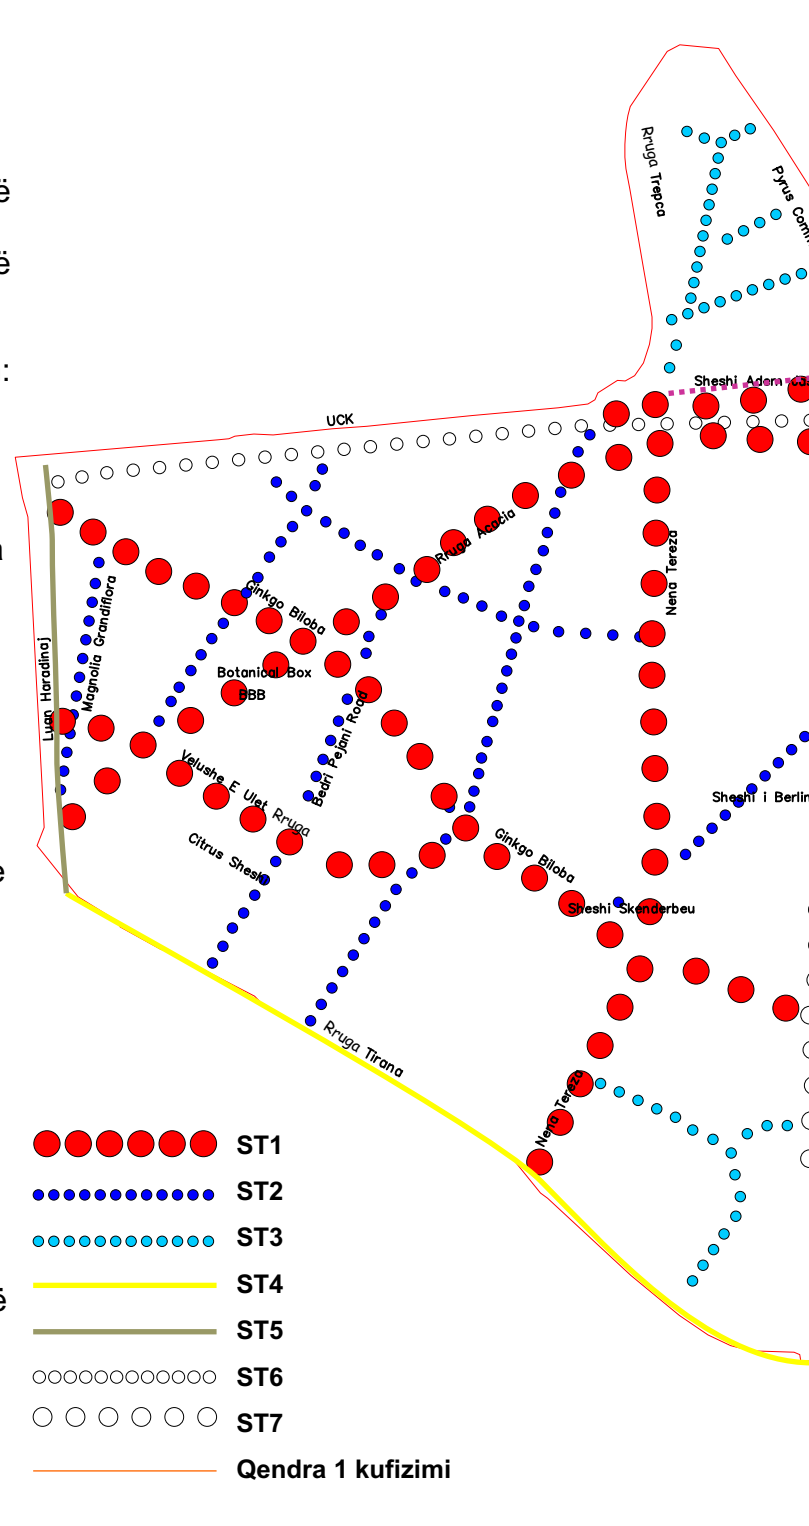 ë
ë
:
a
e
ë
Rruga Trepca
Pyrus Com
Sheshi Adem
UCK
Rruga Acacia
Nena Tereza
Ginkgo Biloba
Magnolia Grandiflora
Luan Haradinaj
Botanical Box
BBB
Bedri Pejani Road
Velushe E Ulet Rruga
Citrus Sheshi
Sheshi i Berlin
Ginkgo Biloba
Sheshi Skenderbeu
Rruga Tirana
Nena Tereza
ST1
ST2
ST3
ST4
ST5
ST6
ST7
Qendra 1 kufizimi